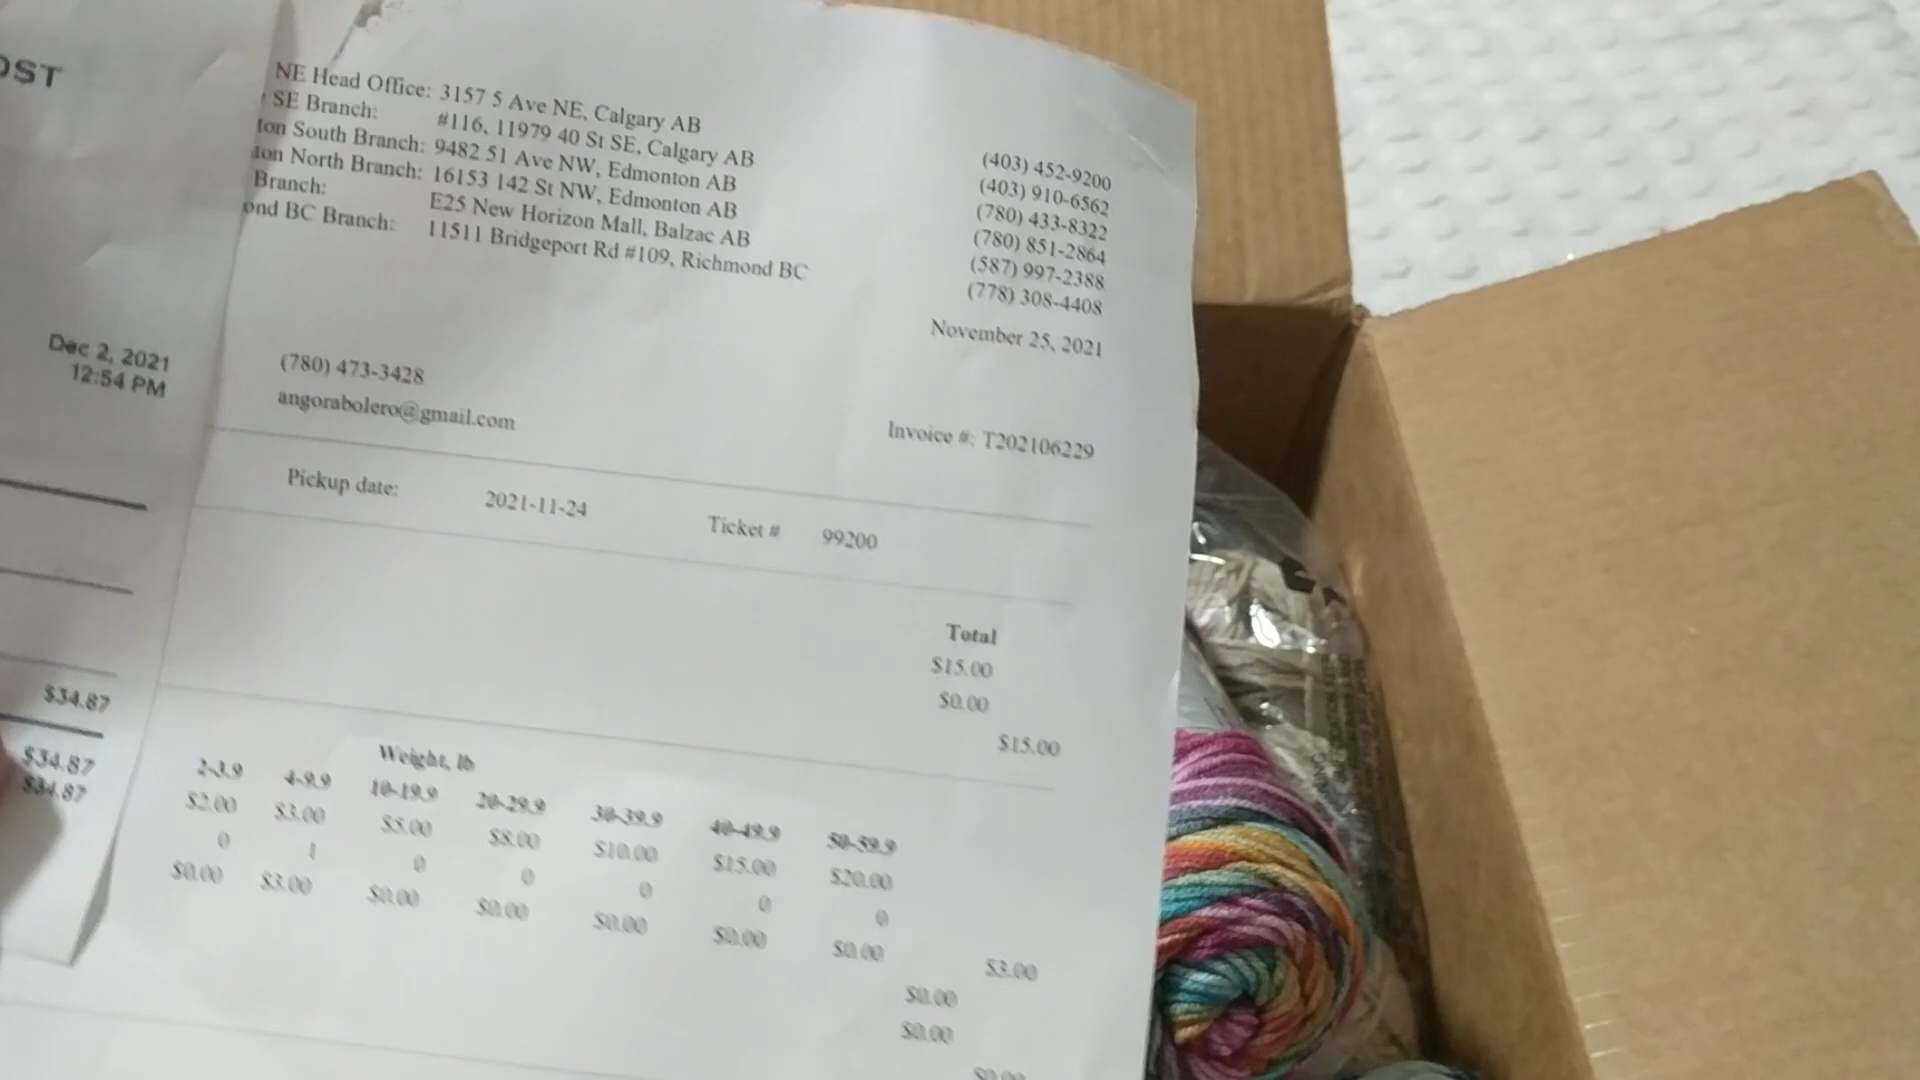 OST
Dec 2, 2021
12:54 PM
$34.87
$34.87
$34.87
NE Head Office: 3157 5 Ave NE, Calgary AB (403) 452-9200
SE Branch: #116, 11979 40 St SE, Calgary AB (403) 910-6562
ton South Branch: 9482 51 Ave NW, Edmonton AB (780) 433-8322
ton North Branch: 16153 142 St NW, Edmonton AB (780) 851-2864
Branch: E25 New Horizon Mall, Balzac AB (587) 997-2388
ond BC Branch: 11511 Bridgeport Rd #109, Richmond BC (778) 308-4408
November 25, 2021
(780) 473-3428
angorabolero@gmail.com
Invoice #: T202106229
Pickup date: 2021-11-24 Ticket # 99200
Total
$15.00
$0.00
$15.00
Weight, lb
2-3.9 4-9.9 10-19.9 20-29.9 30-39.9 40-49.9 50-59.9
$2.00 $3.00 $5.00 $8.00 $10.00 $15.00 $20.00
0 1 0 0 0 0 0
$0.00 $3.00 $0.00 $0.00 $0.00 $0.00 $0.00
$3.00
$0.00
$0.00
$0.00